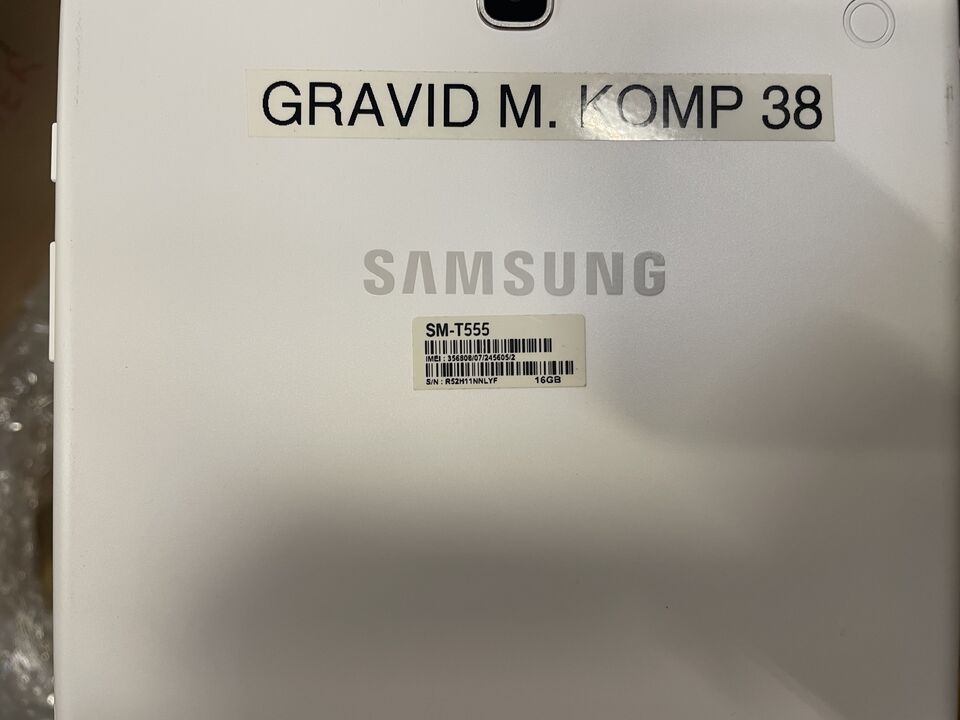 GRAVID M. KOMP 38
SAMSUNG
SM-T555
IMEI : 356808/07/245605/2
S/N : R52H11NNLYF 16GB